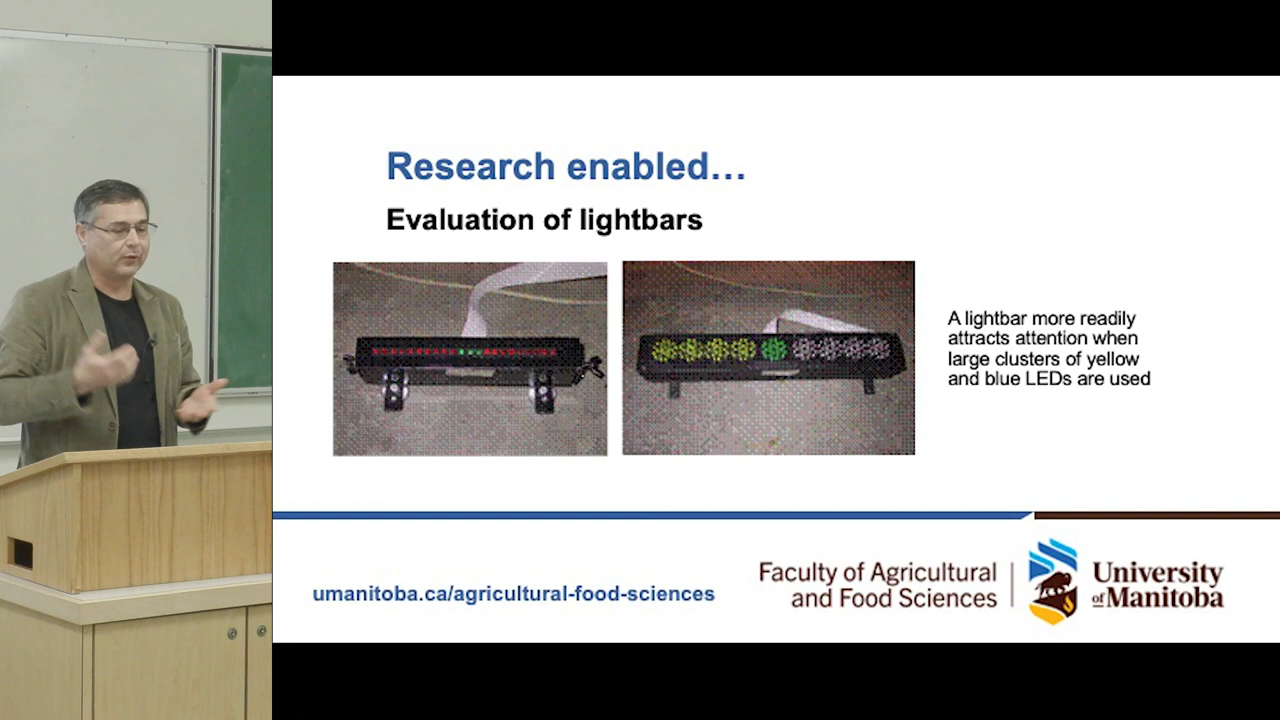 Research enabled…
Evaluation of lightbars
A lightbar more readily
attracts attention when
large clusters of yellow
and blue LEDs are used
umanitoba.ca/agricultural-food-sciences
Faculty of Agricultural
and Food Sciences
University
of Manitoba